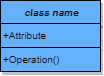 class name
+Attribute
+Operation()